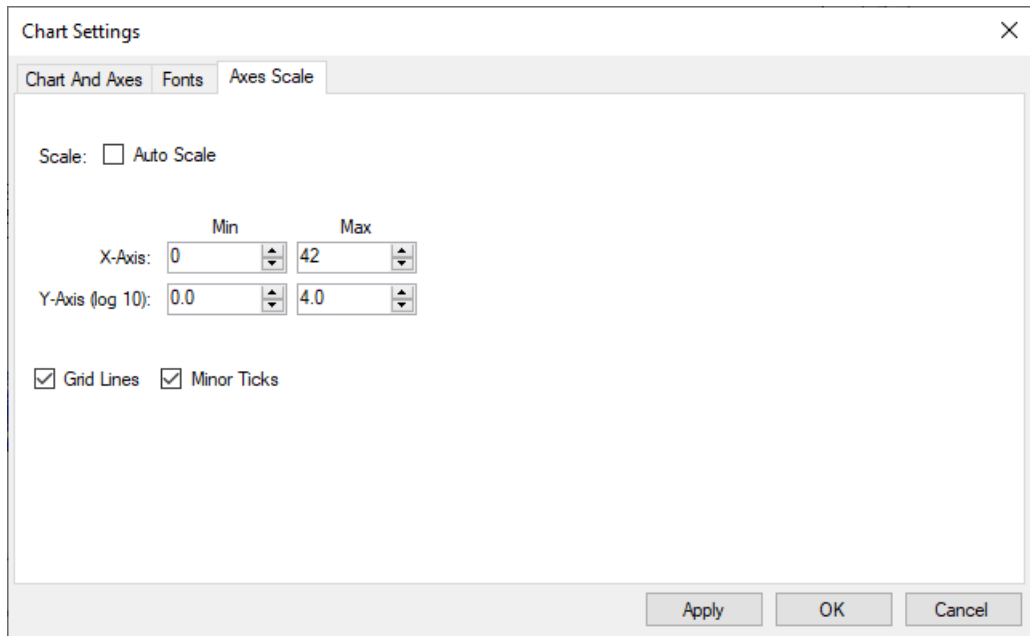 Chart Settings
Chart And Axes Fonts Axes Scale
Scale: Auto Scale
Min Max
X-Axis: 0 42
Y-Axis (log 10): 0.0 4.0
Grid Lines Minor Ticks
Apply OK Cancel